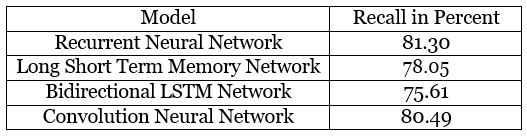 Model Recall in Percent
Recurrent Neural Network 81.30
Long Short Term Memory Network 78.05
Bidirectional LSTM Network 75.61
Convolution Neural Network 80.49